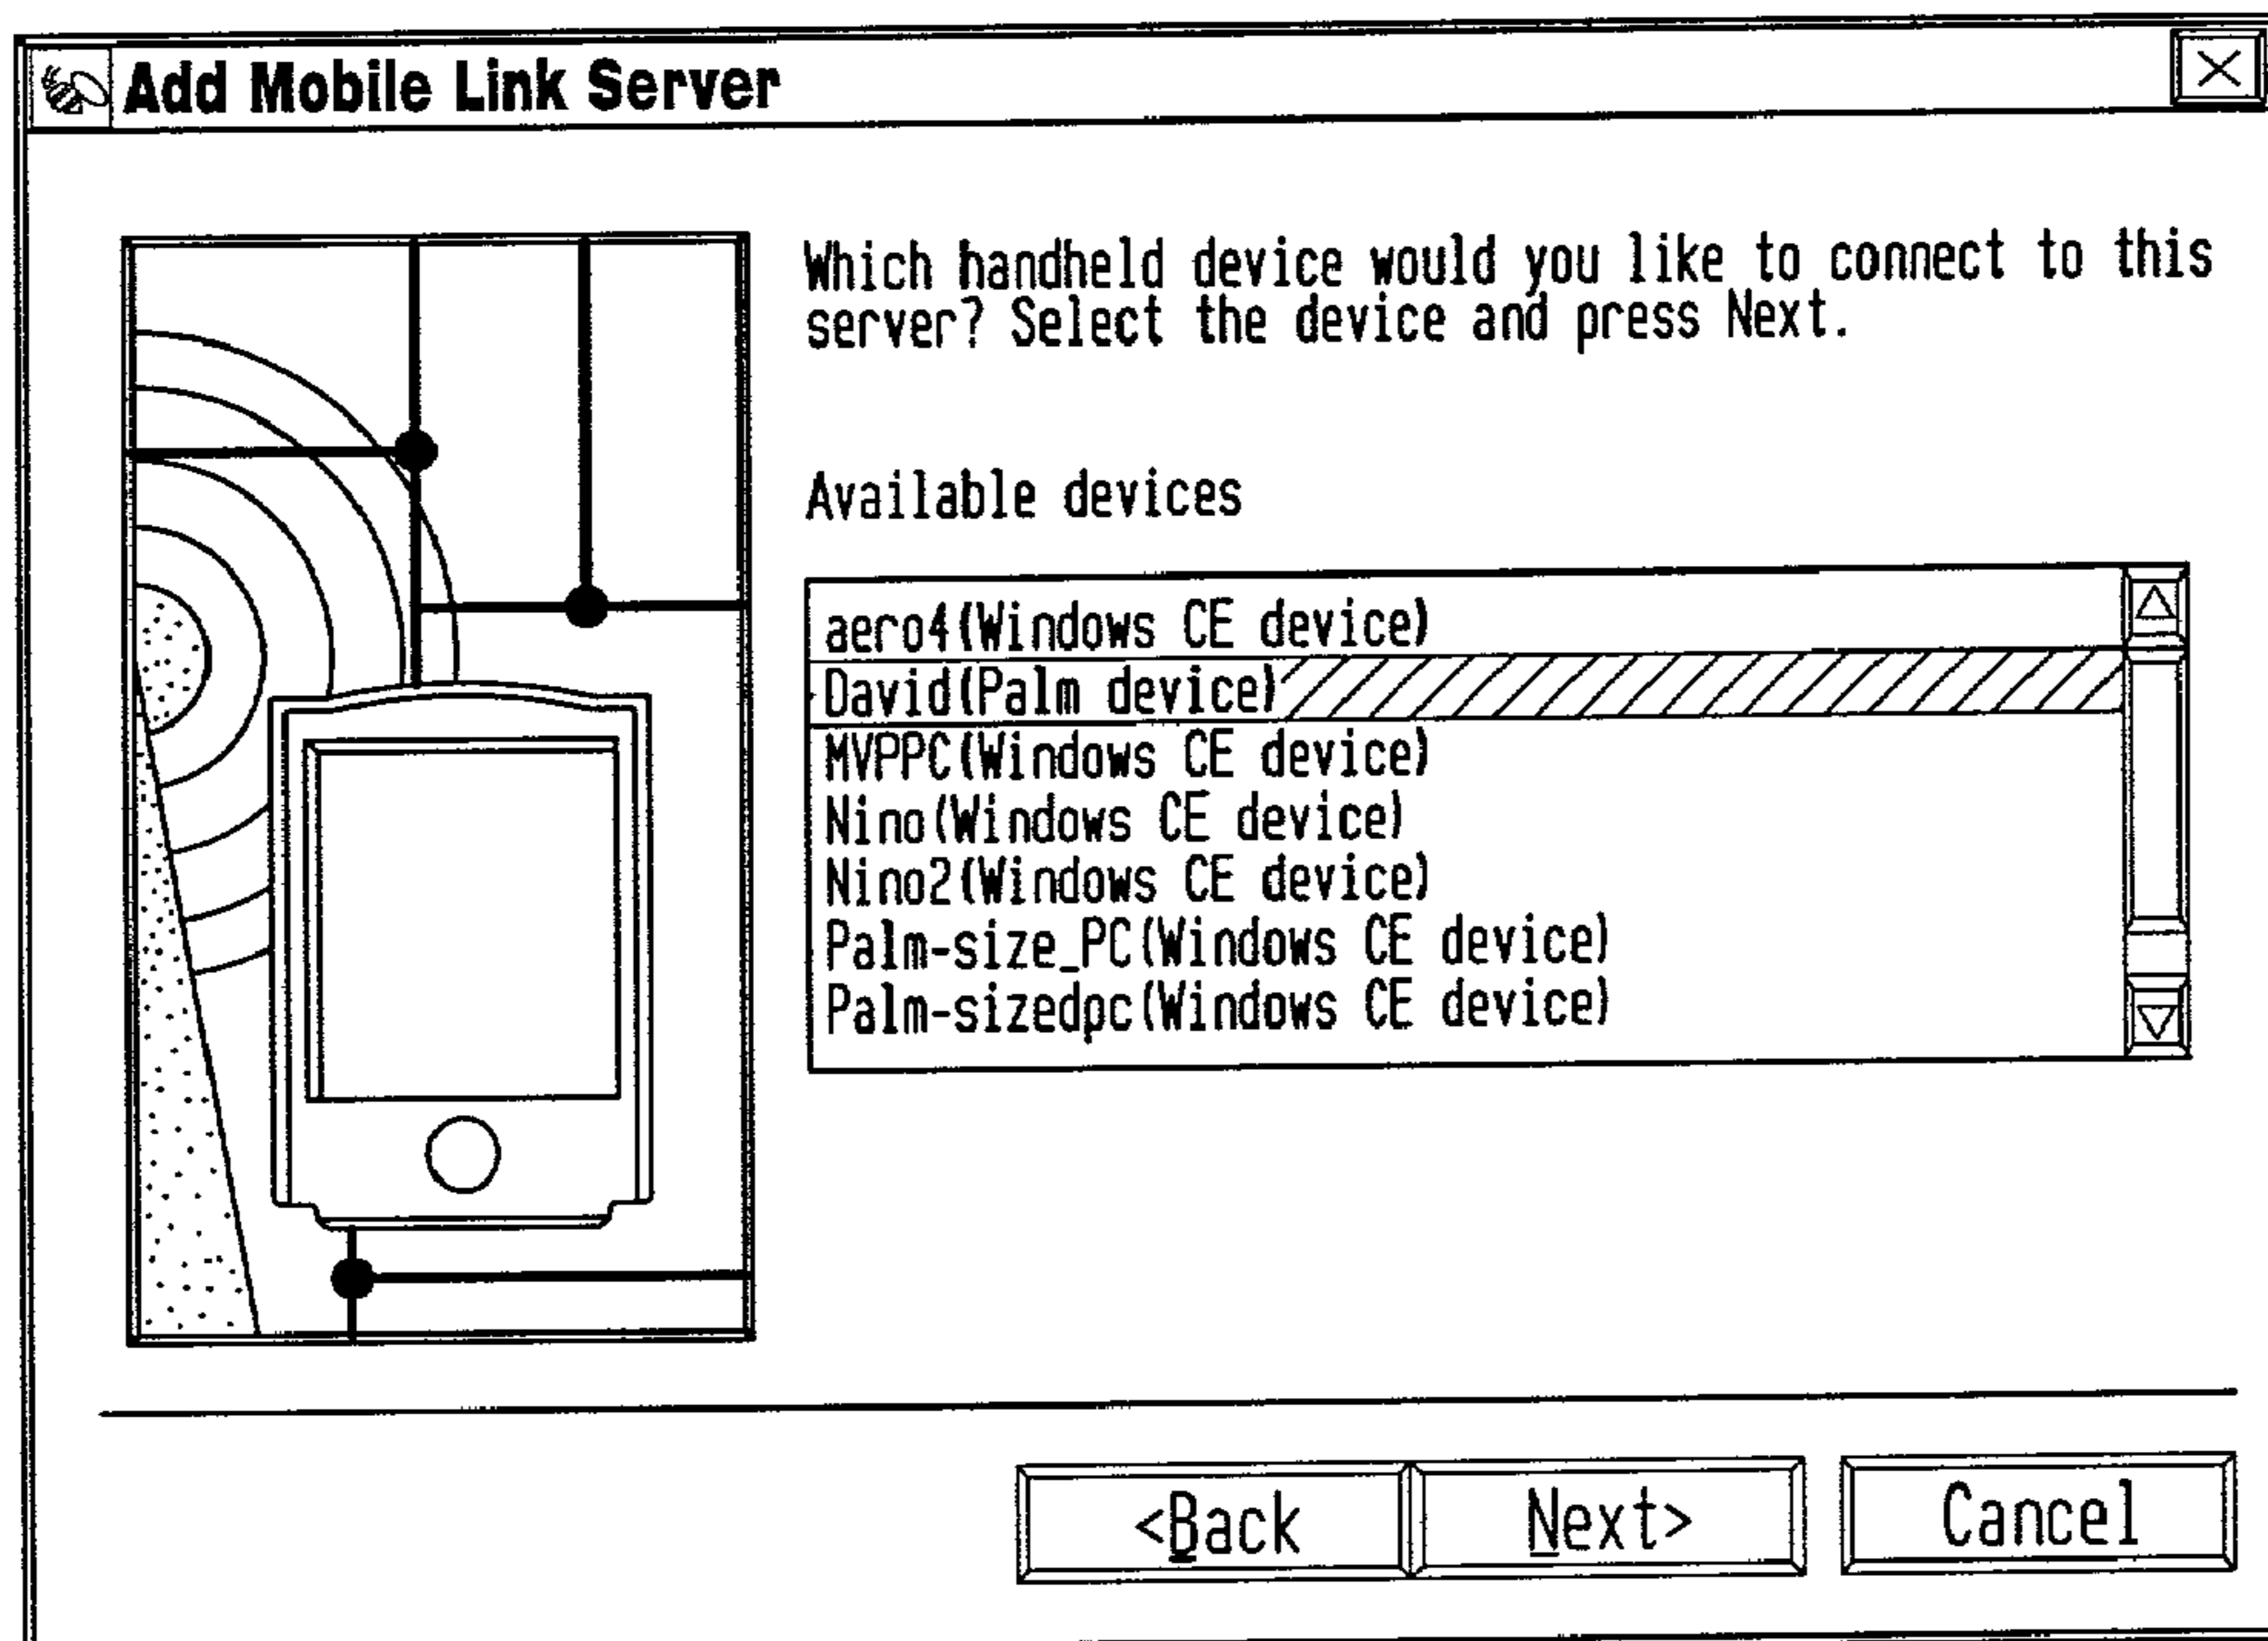 Add Mobile Link Server
Which handheld device would you like to connect to this
server? Select the device and press Next.
Available devices
aero4(Windows CE device)
David(Palm device)
MVPPC(Windows CE device)
Nino(Windows CE device)
Nino2(Windows CE device)
Palm-size_PC(Windows CE device)
Palm-sizedpc(Windows CE device)
<Back
Next>
Cancel